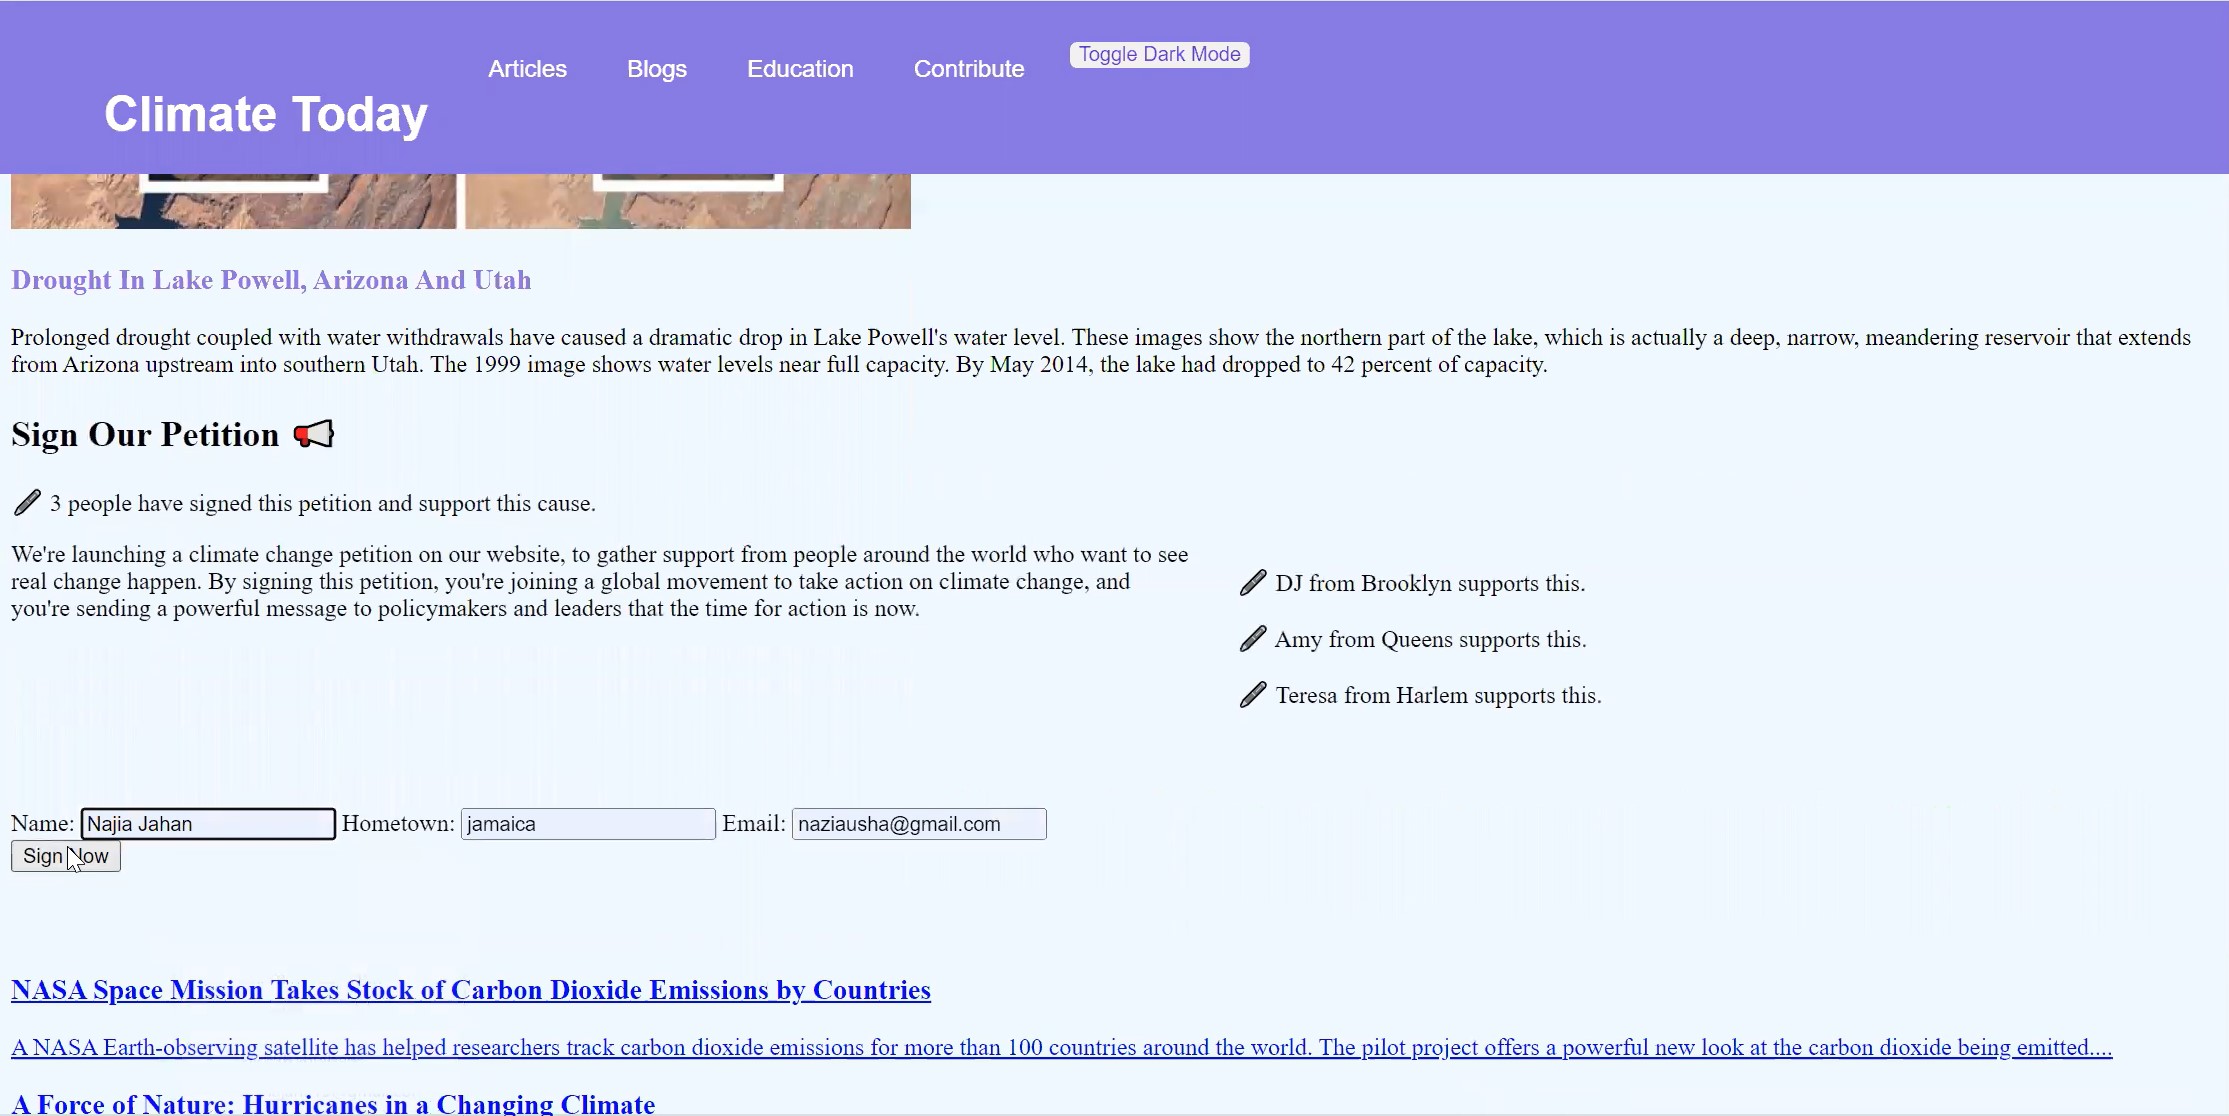 Articles Blogs Education Contribute Toggle Dark Mode
Climate Today
Drought In Lake Powell, Arizona And Utah
Prolonged drought coupled with water withdrawals have caused a dramatic drop in Lake Powell's water level. These images show the northern part of the lake, which is actually a deep, narrow, meandering reservoir that extends
from Arizona upstream into southern Utah. The 1999 image shows water levels near full capacity. By May 2014, the lake had dropped to 42 percent of capacity.
Sign Our Petition
3 people have signed this petition and support this cause.
We're launching a climate change petition on our website, to gather support from people around the world who want to see
real change happen. By signing this petition, you're joining a global movement to take action on climate change, and
you're sending a powerful message to policymakers and leaders that the time for action is now.
DJ from Brooklyn supports this.
Amy from Queens supports this.
Teresa from Harlem supports this.
Name: Najia Jahan Hometown: jamaica Email: naziausha@gmail.com
Sign Now
NASA Space Mission Takes Stock of Carbon Dioxide Emissions by Countries
A NASA Earth-observing satellite has helped researchers track carbon dioxide emissions for more than 100 countries around the world. The pilot project offers a powerful new look at the carbon dioxide being emitted....
A Force of Nature: Hurricanes in a Changing Climate